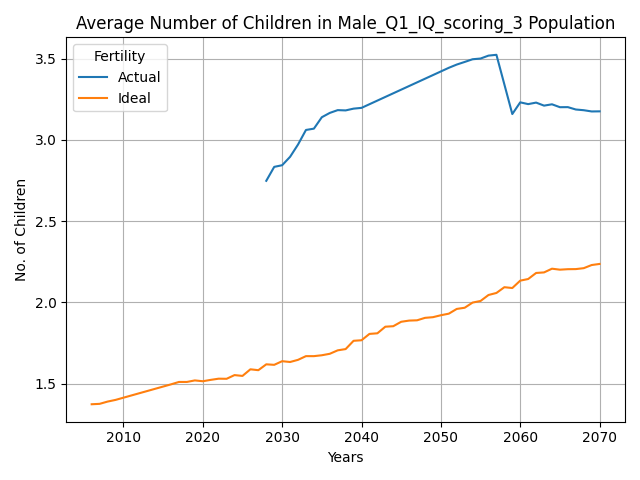 Average Number of Children in Male_Q1_IQ_scoring_3 Population
Fertility
Actual
Ideal
No. of Children
3.5
3.0
2.5
2.0
1.5
2010 2020 2030 2040 2050 2060 2070
Years